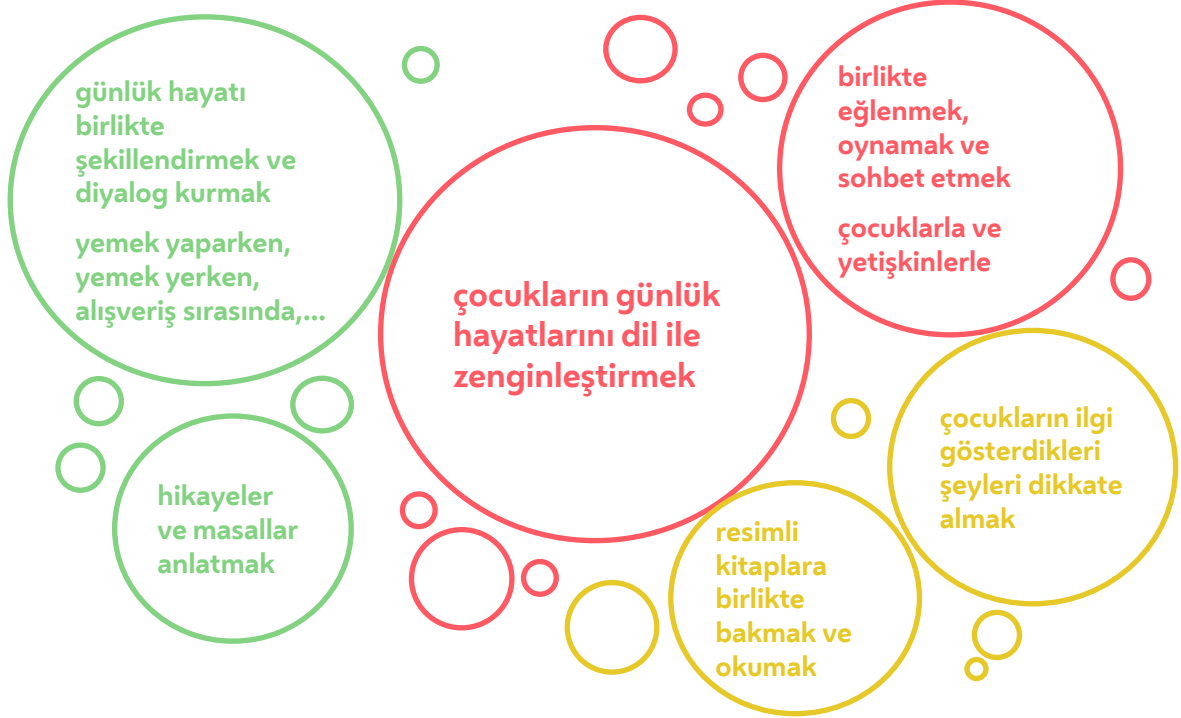 günlük hayatı
birlikte
şekillendirmek ve
diyalog kurmak
yemek yaparken,
yemek yerken,
alışveriş sırasında,...
birlikte
eğlenmek,
oynamak ve
sohbet etmek
çocuklarla ve
yetişkinlerle
çocukların günlük
hayatlarını dil ile
zenginleştirmek
çocukların ilgi
gösterdikleri
şeyleri dikkate
almak
hikayeler
ve masallar
anlatmak
resimli
kitaplara
birlikte
bakmak ve
okumak